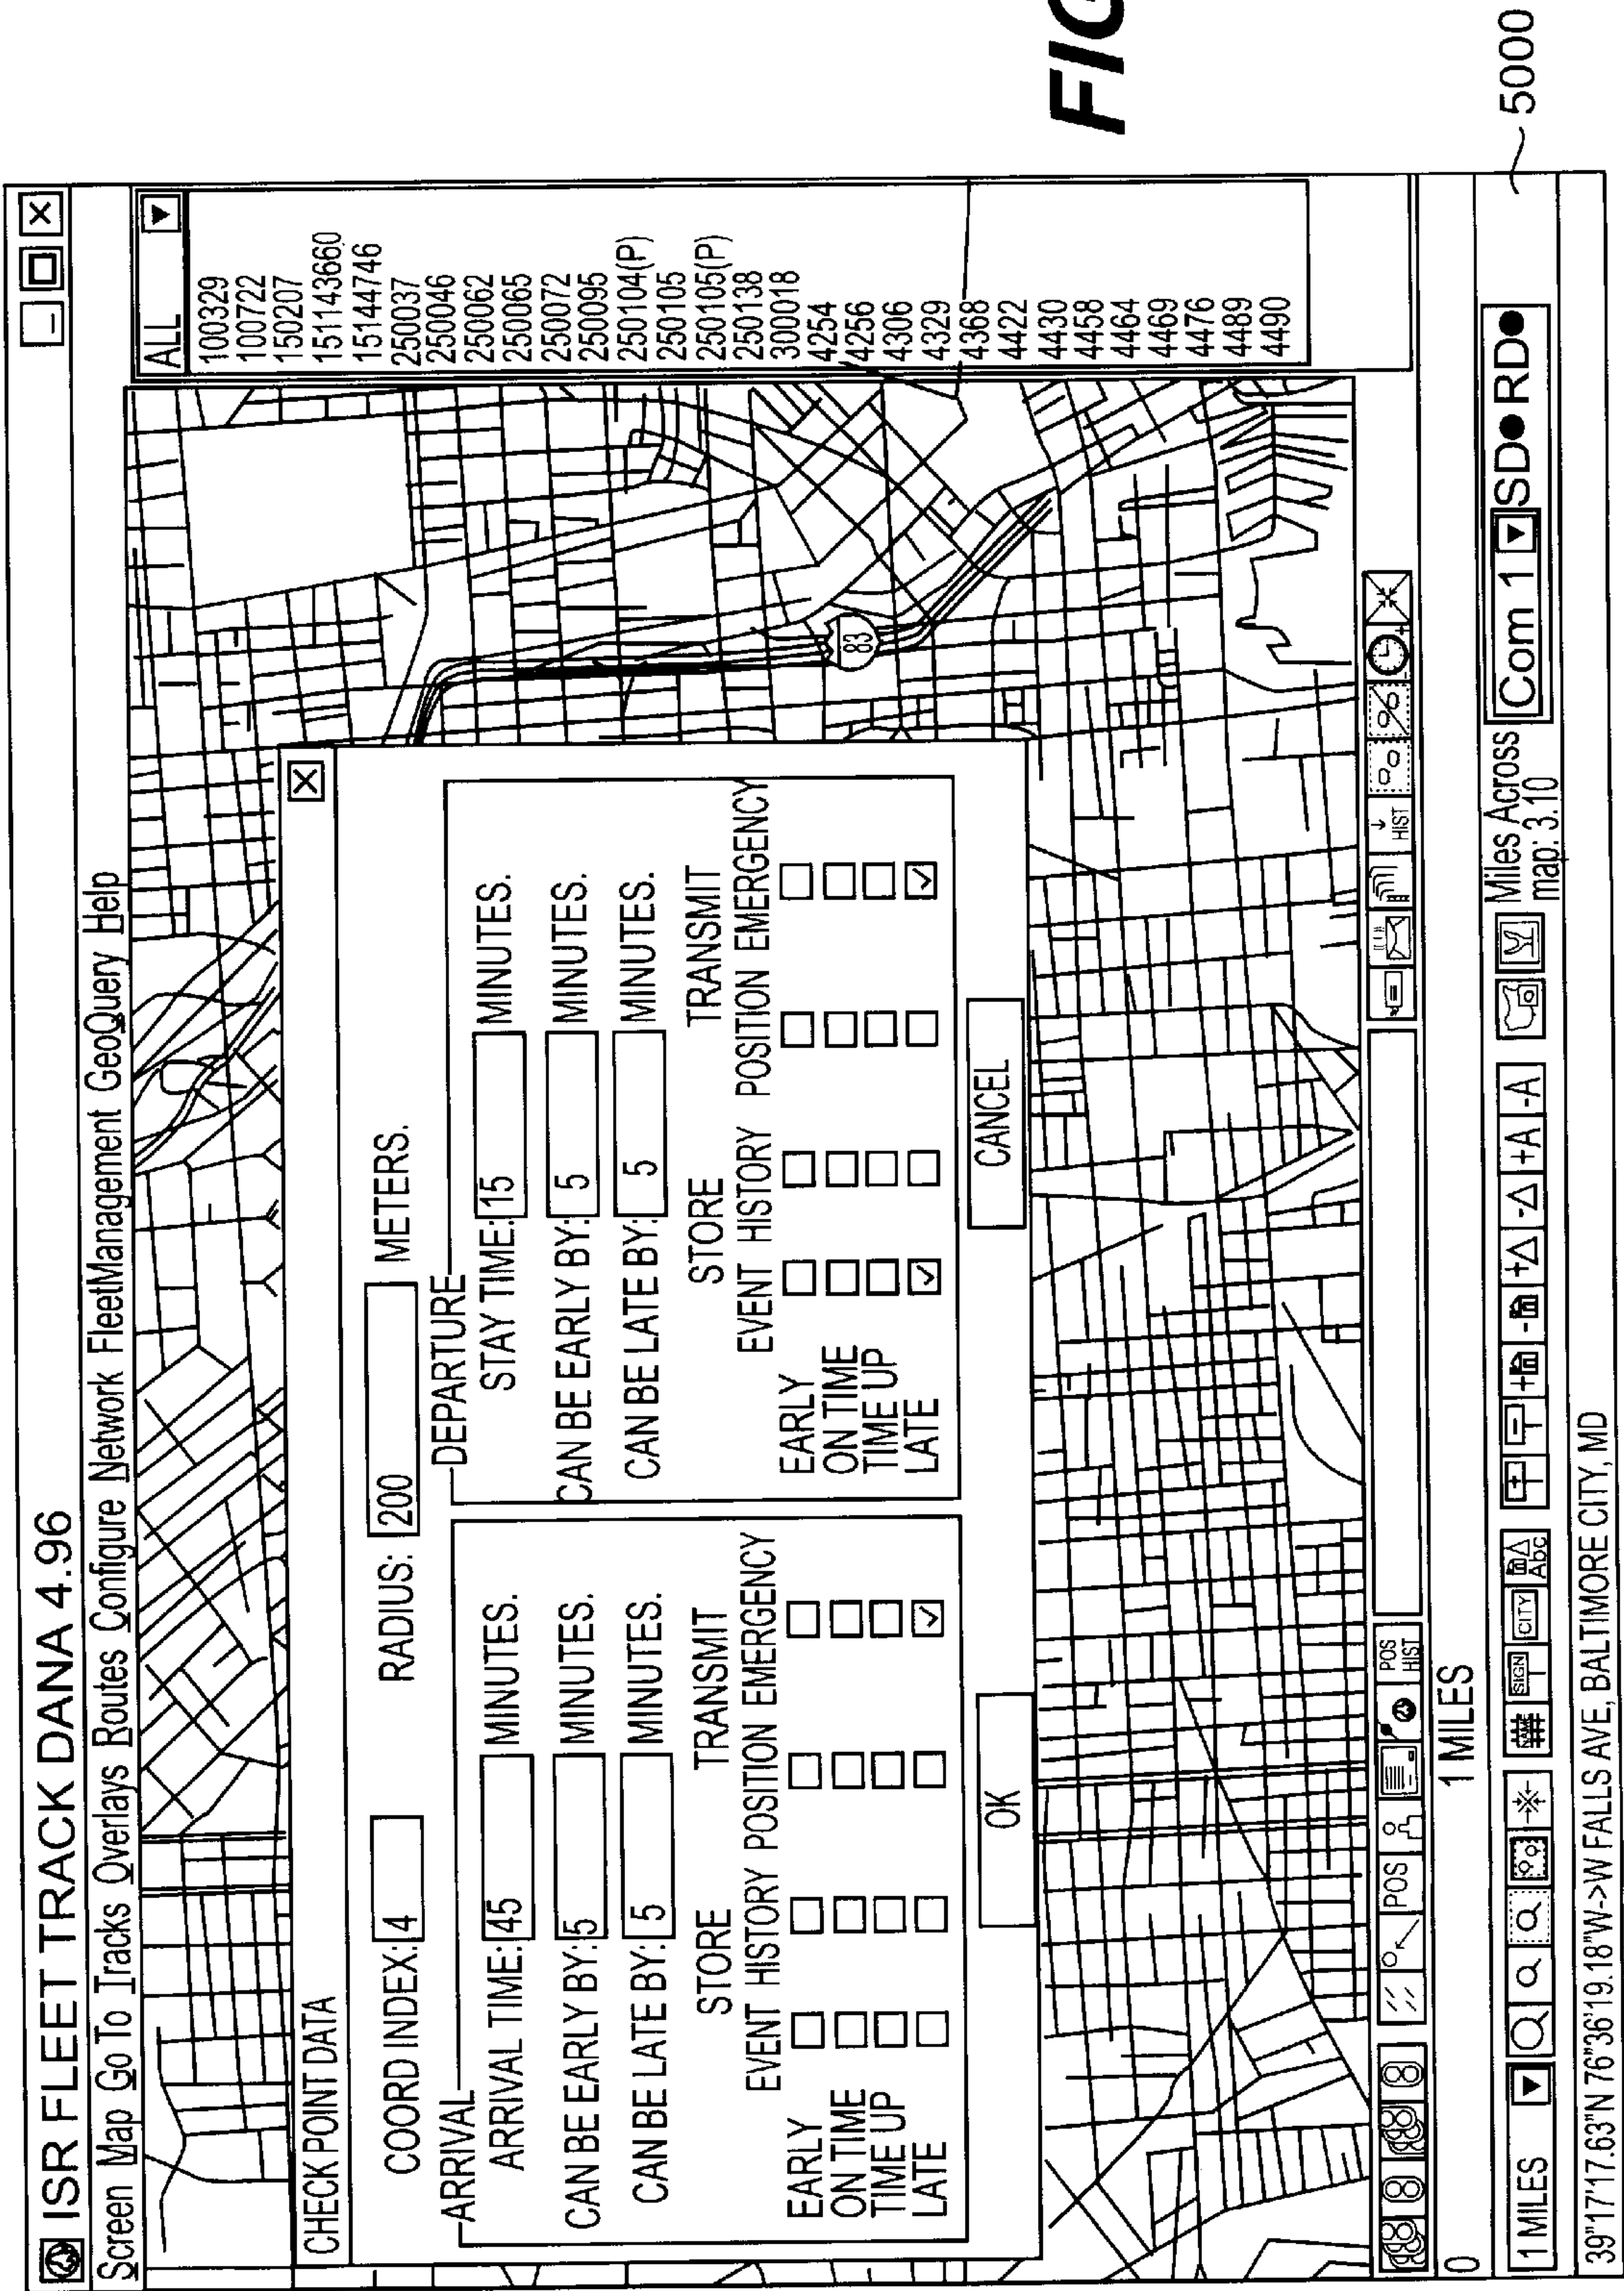 ISR FLEET TRACK DANA 4.96
Screen Map Go To Tracks Overlays Routes Configure Network FleetManagement GeoQuery Help
ALL
100329
100722
150207
151143660
15144746
250037
250046
250062
250065
250072
250095
250104(P)
250105
250105(P)
250138
300018
4254
4256
4306
4329
4368
4422
4430
4458
4464
4469
4476
4489
4490
83
CHECK POINT DATA
COORD INDEX: 4
RADIUS: 200 METERS.
ARRIVAL
ARRIVAL TIME: 45 MINUTES.
CAN BE EARLY BY: 5 MINUTES.
CAN BE LATE BY: 5 MINUTES.
STORE TRANSMIT
EVENT HISTORY POSITION EMERGENCY
EARLY
ON TIME
TIME UP
LATE
DEPARTURE
STAY TIME: 15 MINUTES.
CAN BE EARLY BY: 5 MINUTES.
CAN BE LATE BY: 5 MINUTES.
STORE TRANSMIT
EVENT HISTORY POSITION EMERGENCY
EARLY
ON TIME
TIME UP
LATE
OK
CANCEL
POS
POS HIST
HIST
0 1 MILES
1 MILES
SIGN
CITY
Abc
+A
-A
Miles Across
map: 3.10
Com 1
SD RD
39"17'17.63"N 76"36'19.18"W->W FALLS AVE, BALTIMORE CITY, MD
5000
FIG